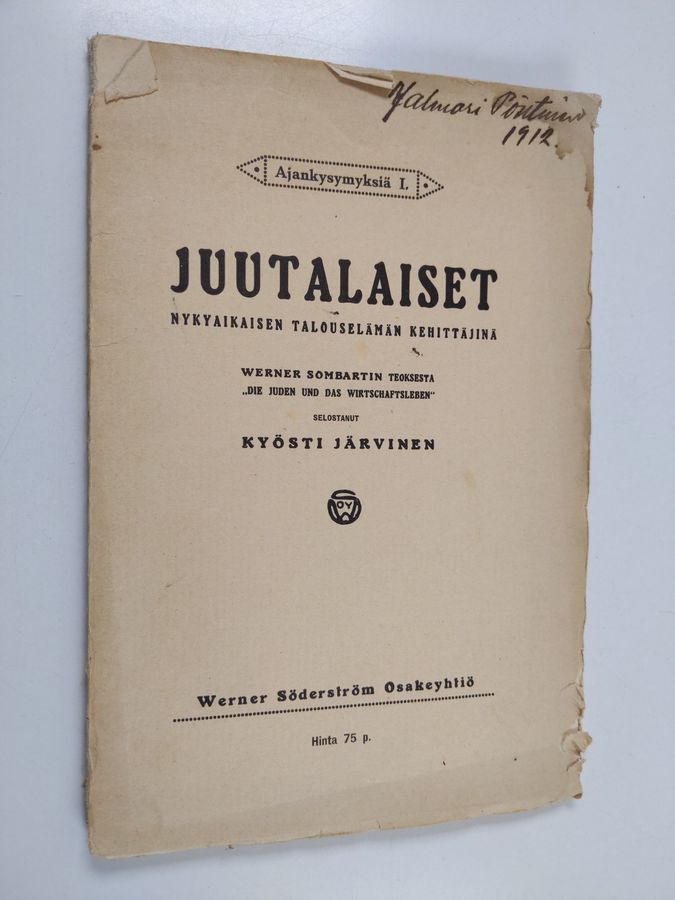 Jalmari
1912.
Ajankysymyksiä I.
JUUTALAISET
NYKYAIKAISEN TALOUSELÄMÄN KEHITTÄJINÄ
WERNER SOMBARTIN TEOKSESTA
„DIE JUDEN UND DAS WIRTSCHAFTSLEBEN"
SELOSTANUT
KYÖSTI JÄRVINEN
Werner Söderström Osakeyhtiö
Hinta 75 p.